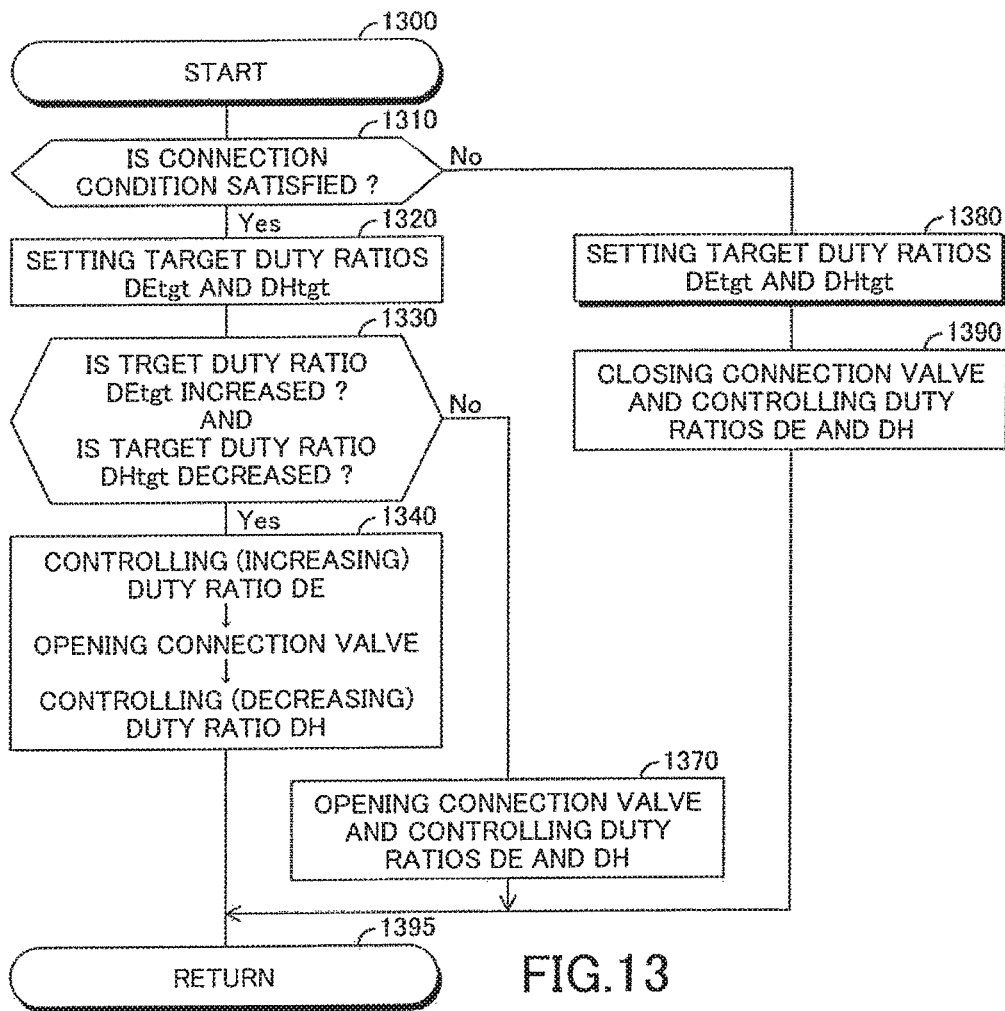 1300
START
1310
IS CONNECTION
CONDITION SATISFIED ?
No
Yes
1320
SETTING TARGET DUTY RATIOS
DEtgt AND DHtgt
1380
SETTING TARGET DUTY RATIOS
DEtgt AND DHtgt
1330
IS TRGET DUTY RATIO
DEtgt INCREASED ?
AND
IS TARGET DUTY RATIO
DHtgt DECREASED ?
No
1390
CLOSING CONNECTION VALVE
AND CONTROLLING DUTY
RATIOS DE AND DH
Yes
1340
CONTROLLING (INCREASING)
DUTY RATIO DE
↓
OPENING CONNECTION VALVE
↓
CONTROLLING (DECREASING)
DUTY RATIO DH
1370
OPENING CONNECTION VALVE
AND CONTROLLING DUTY
RATIOS DE AND DH
1395
RETURN
FIG.13